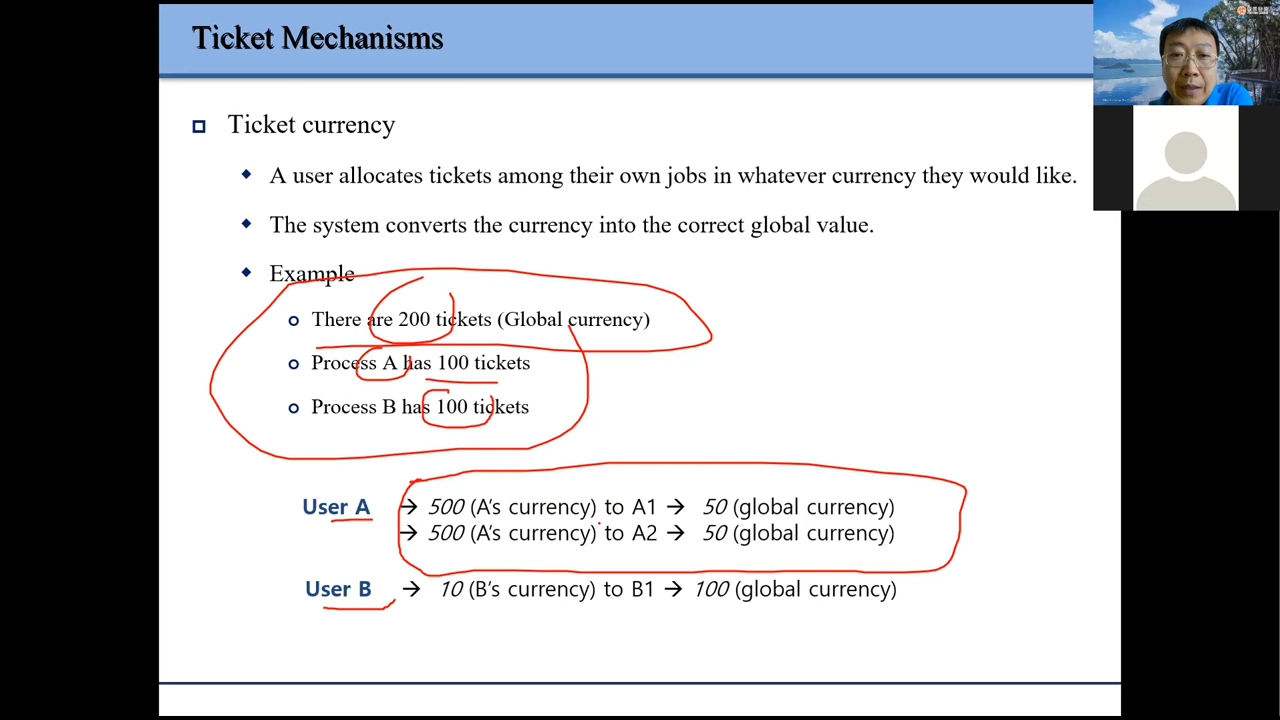 Ticket Mechanisms
Ticket currency
A user allocates tickets among their own jobs in whatever currency they would like.
The system converts the currency into the correct global value.
Example
There are 200 tickets (Global currency)
Process A has 100 tickets
Process B has 100 tickets
User A → 500 (A's currency) to A1 → 50 (global currency)
→ 500 (A's currency) to A2 → 50 (global currency)
User B → 10 (B's currency) to B1 → 100 (global currency)